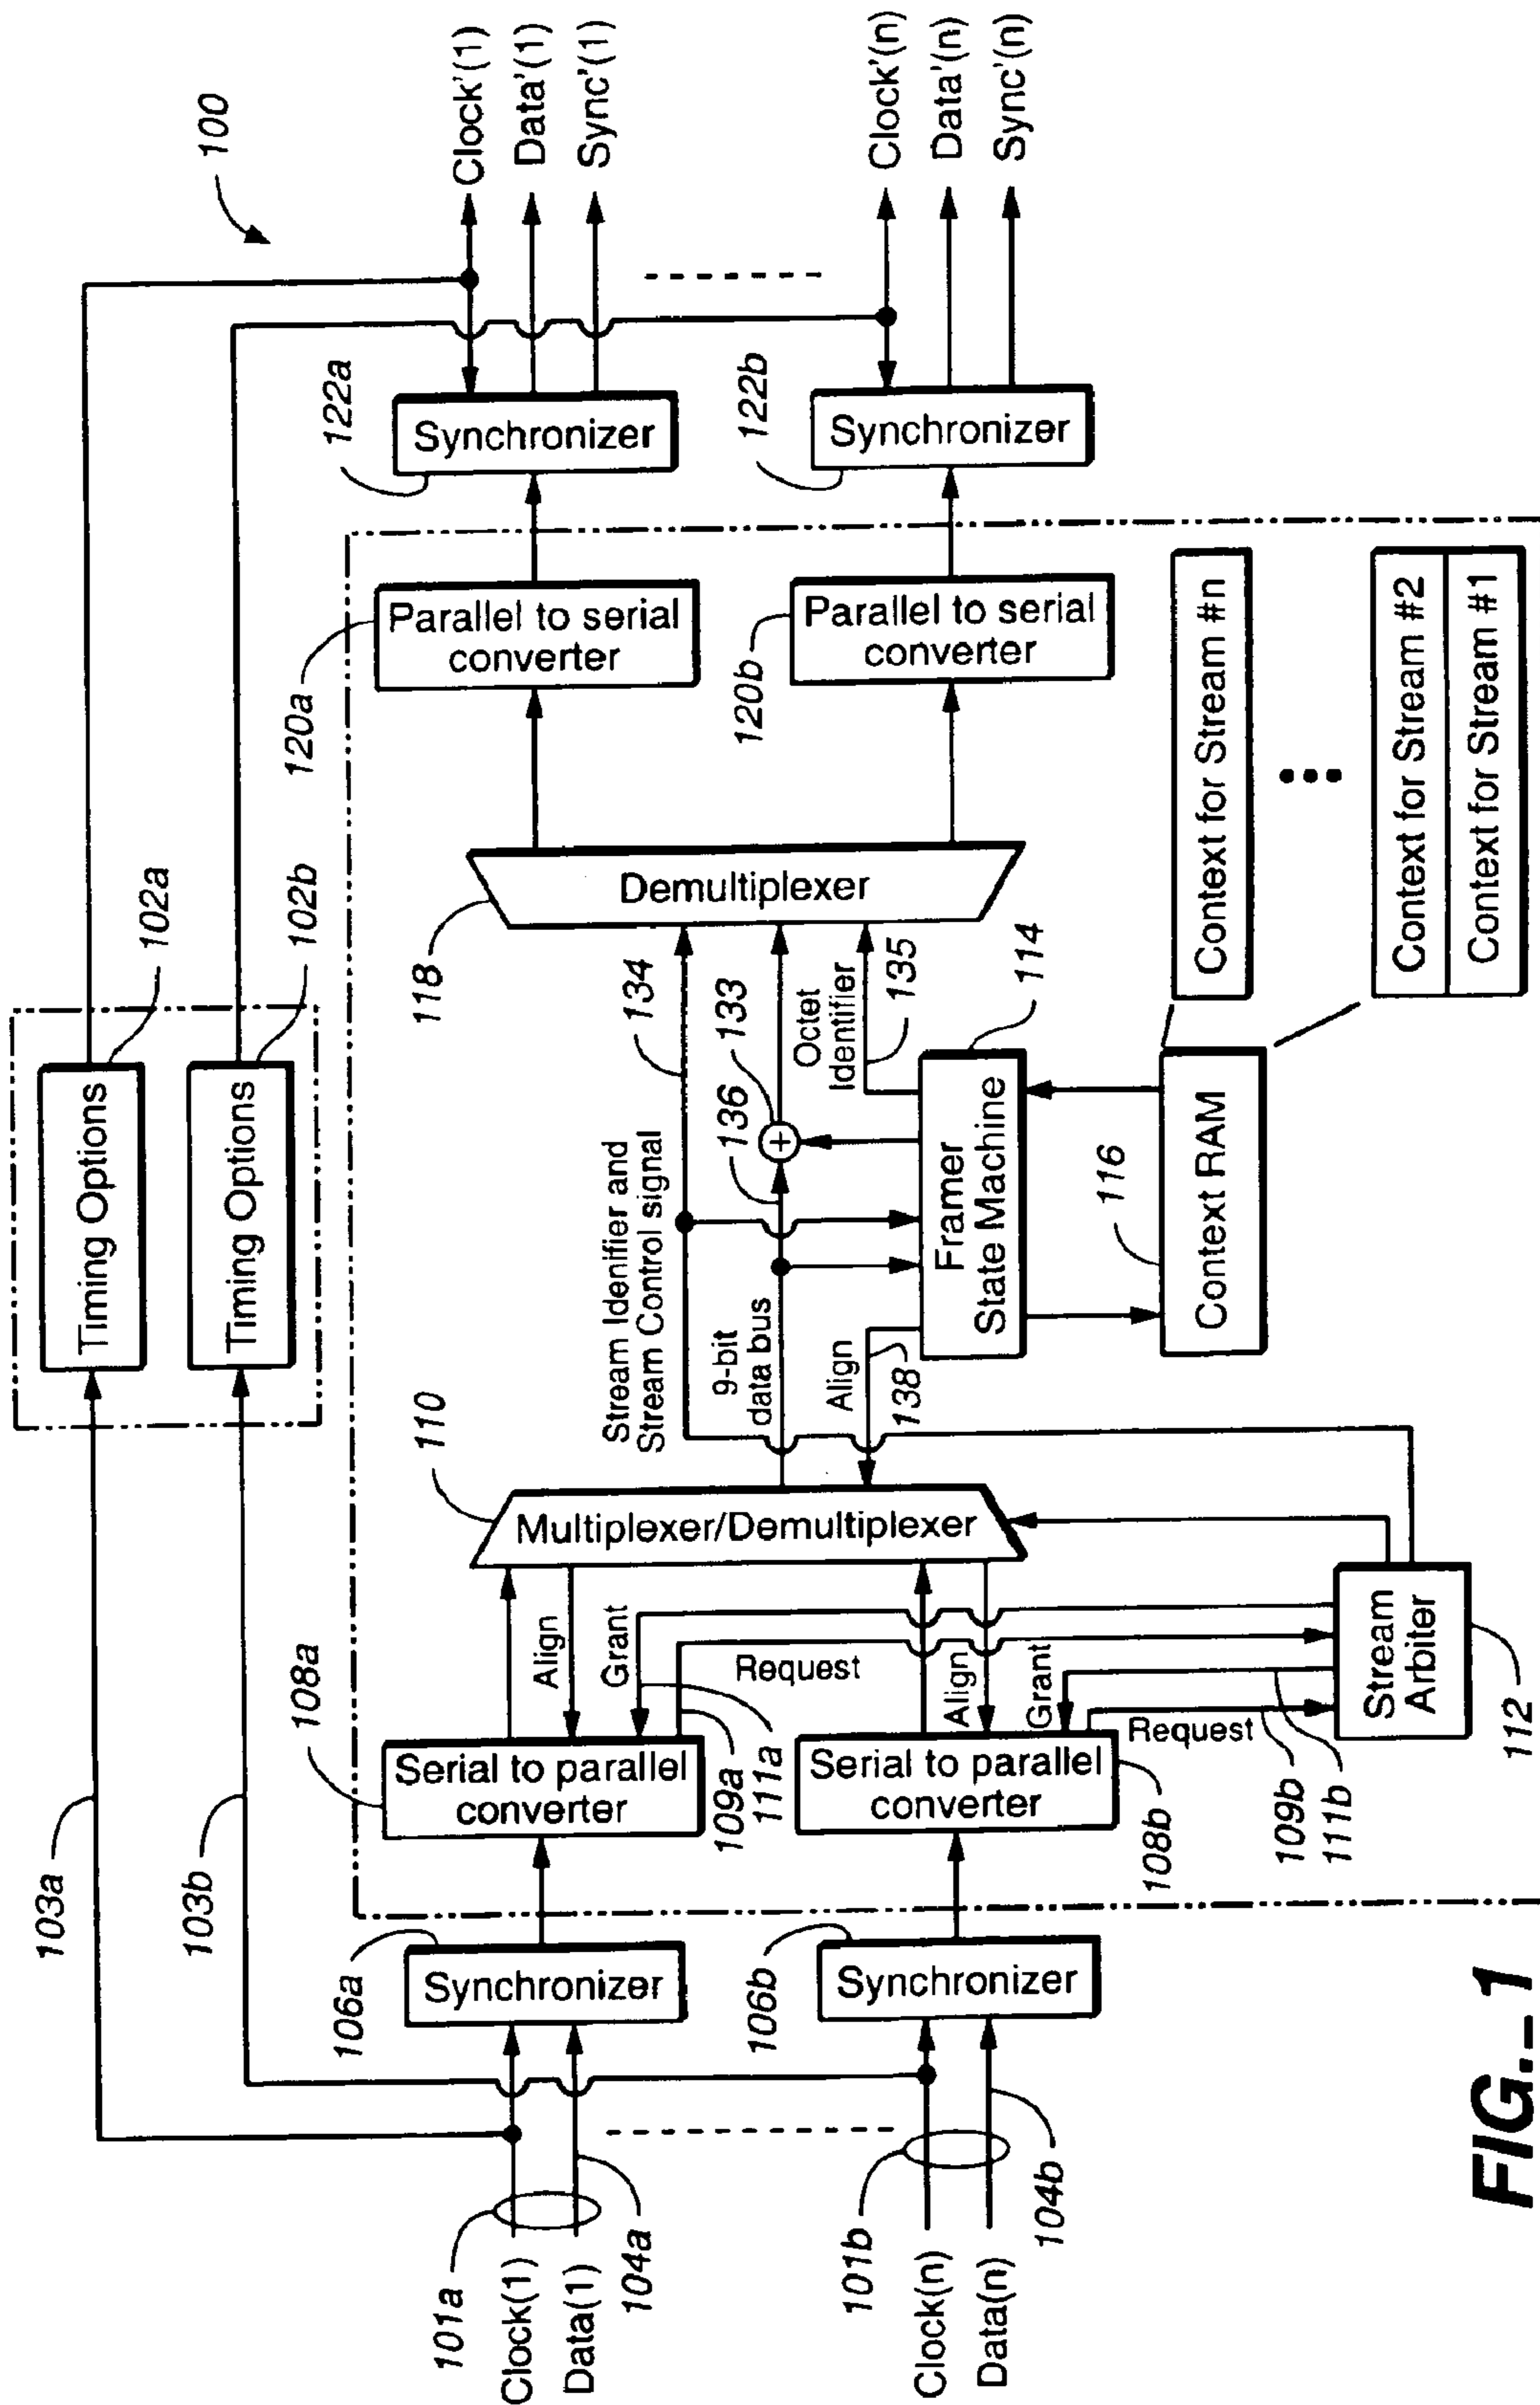 100
Clock'(1)
Data'(1)
Sync'(1)
Clock'(n)
Data'(n)
Sync'(n)
102a
Timing Options
102b
Timing Options
103a
103b
122a
Synchronizer
122b
Synchronizer
120a
Parallel to serial
converter
120b
Parallel to serial
converter
118
Demultiplexer
134
Stream Identifier and
Stream Control signal
133
136
+
9-bit
data bus
Octet
Identifier
135
114
Framer
State Machine
Align
138
116
Context RAM
Context for Stream #n
Context for Stream #2
Context for Stream #1
110
Multiplexer/Demultiplexer
108a
Serial to parallel
converter
Align
Grant
Request
109a
111a
Serial to parallel
converter
108b
Align
Grant
Request
109b
111b
Stream
Arbiter
112
106a
Synchronizer
106b
Synchronizer
101a
Clock(1)
Data(1)
104a
101b
Clock(n)
Data(n)
104b
FIG._1